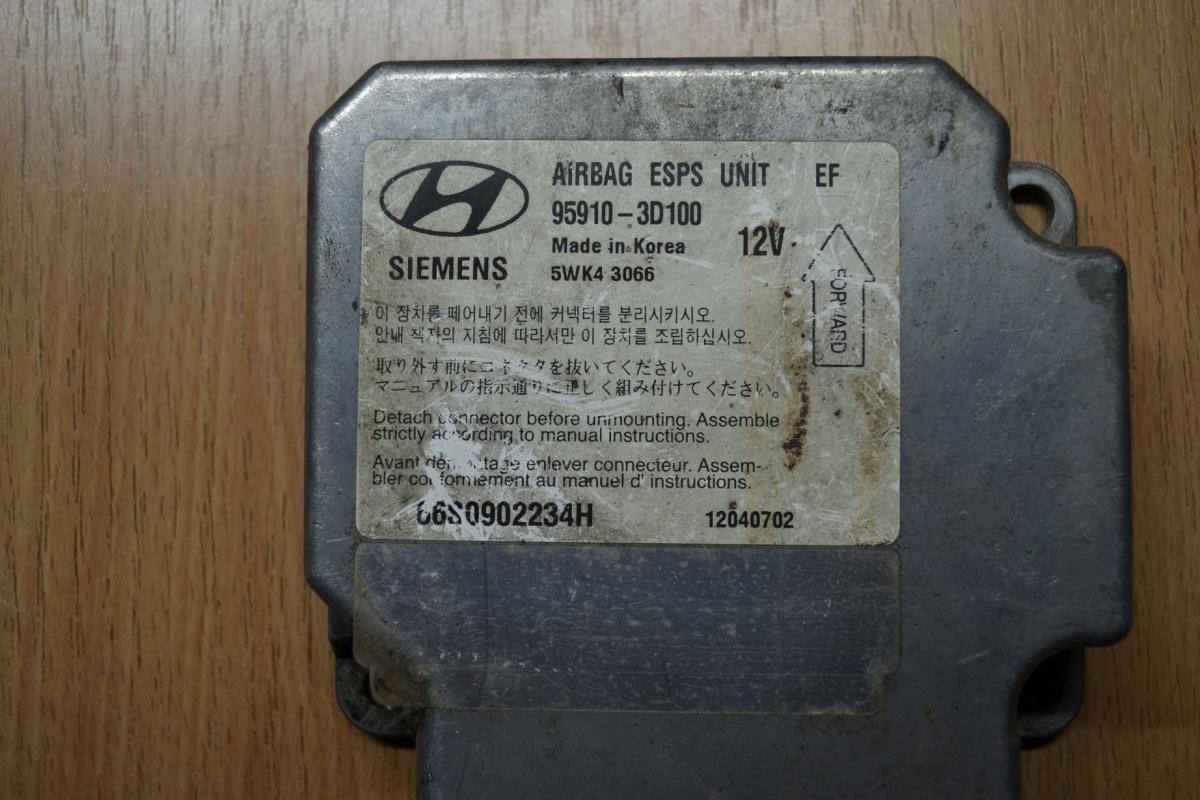 AIRBAG ESPS UNIT EF
95910-3D100
Made in Korea 12V
SIEMENS 5WK4 3066
FORWARD
이 장치를 떼어내기 전에 커넥터를 분리시키시오.
안내 책자의 지침에 따라서만 이 장치를 조립하십시오.
取り外す前にコネクタを抜いてください。
マニュアルの指示通りに正しく組み付けてください。
Detach connector before unmounting. Assemble
strictly according to manual instructions.
Avant démontage enlever connecteur. Assem-
bler conformement au manuel d' instructions.
66S0902234H 12040702